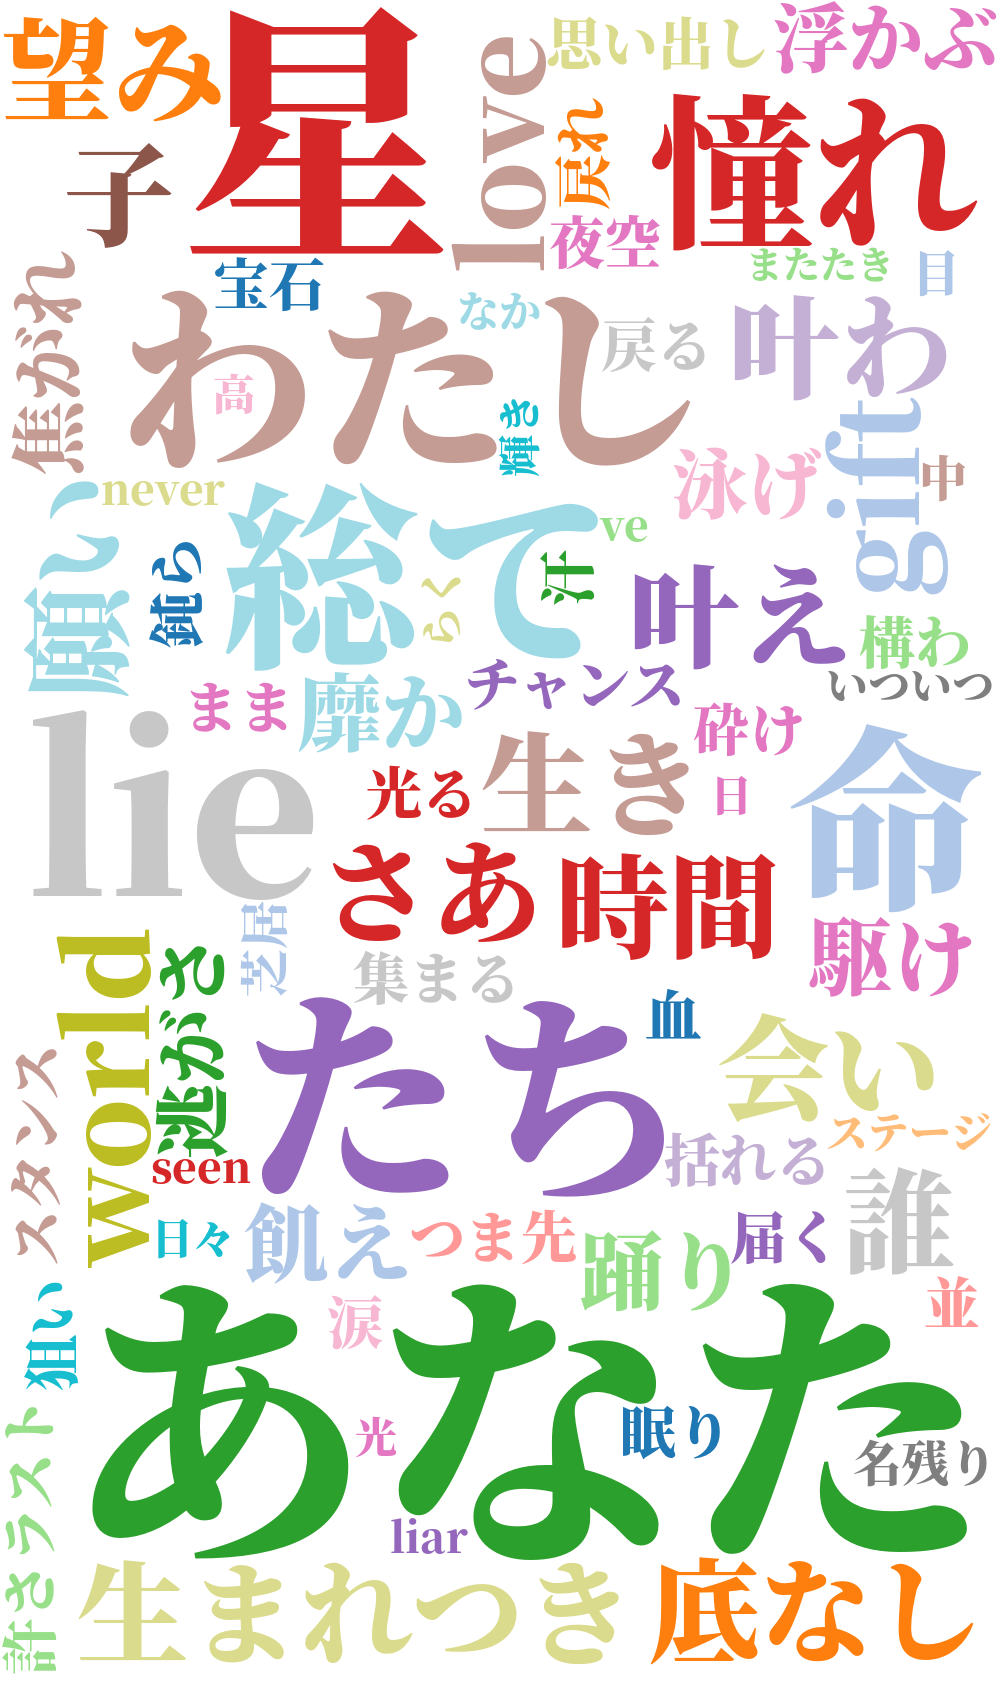 望み
星
love
思い出し
浮かぶ
子
戻れ
憧れ
夜空
またたき
目
焦がれ
宝石
わたし
なか
戻る
叶わ
高
輝き
gift
中
never
泳げ
願い
鈍ら
総て
らく
汗
ve
叶え
構わ
いついつ
まま
靡か
チャンス
砕け
lie
光る
生き
日
命
さあ
時間
芝居
駆け
world
逃がさ
集まる
血
たち
会い
スタンス
ステージ
括れる
seen
誰
日々
飢え
つま先
踊り
届く
狙い
涙
並
あなた
光
眠り
名残り
ラスト
liar
許さ
生まれつき
底なし